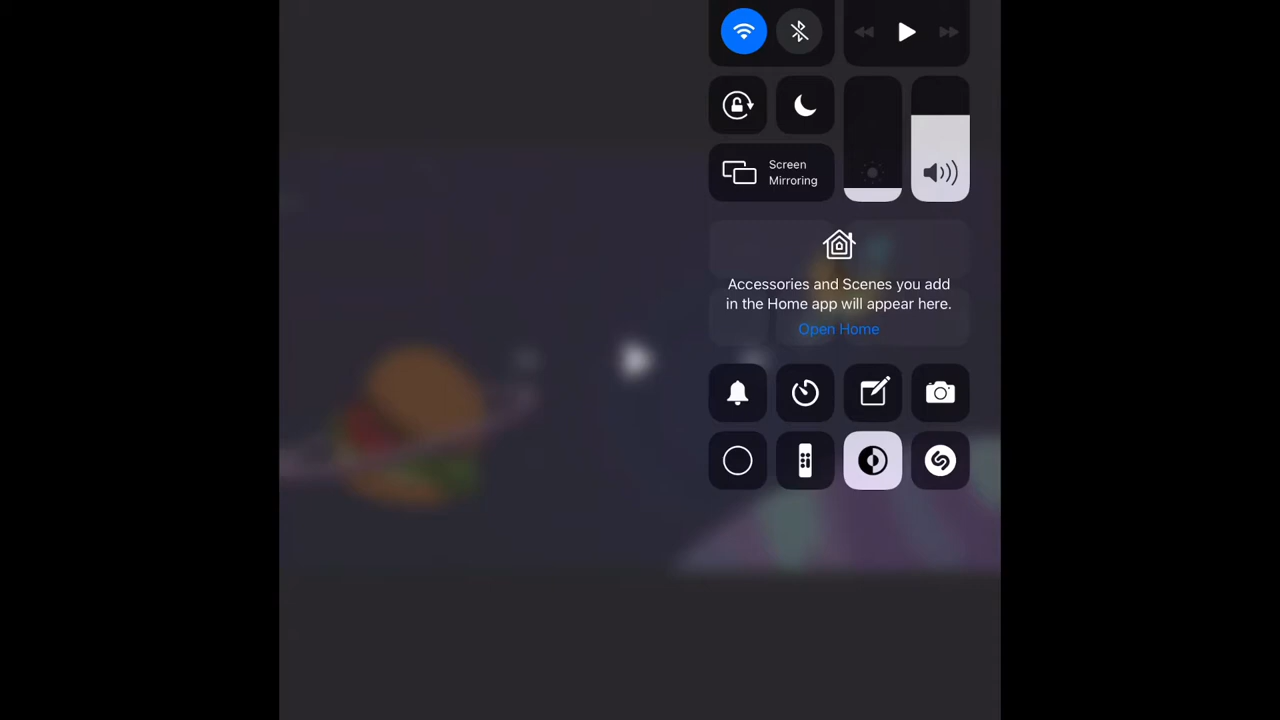 Screen
Mirroring
Accessories and Scenes you add
in the Home app will appear here.
Open Home